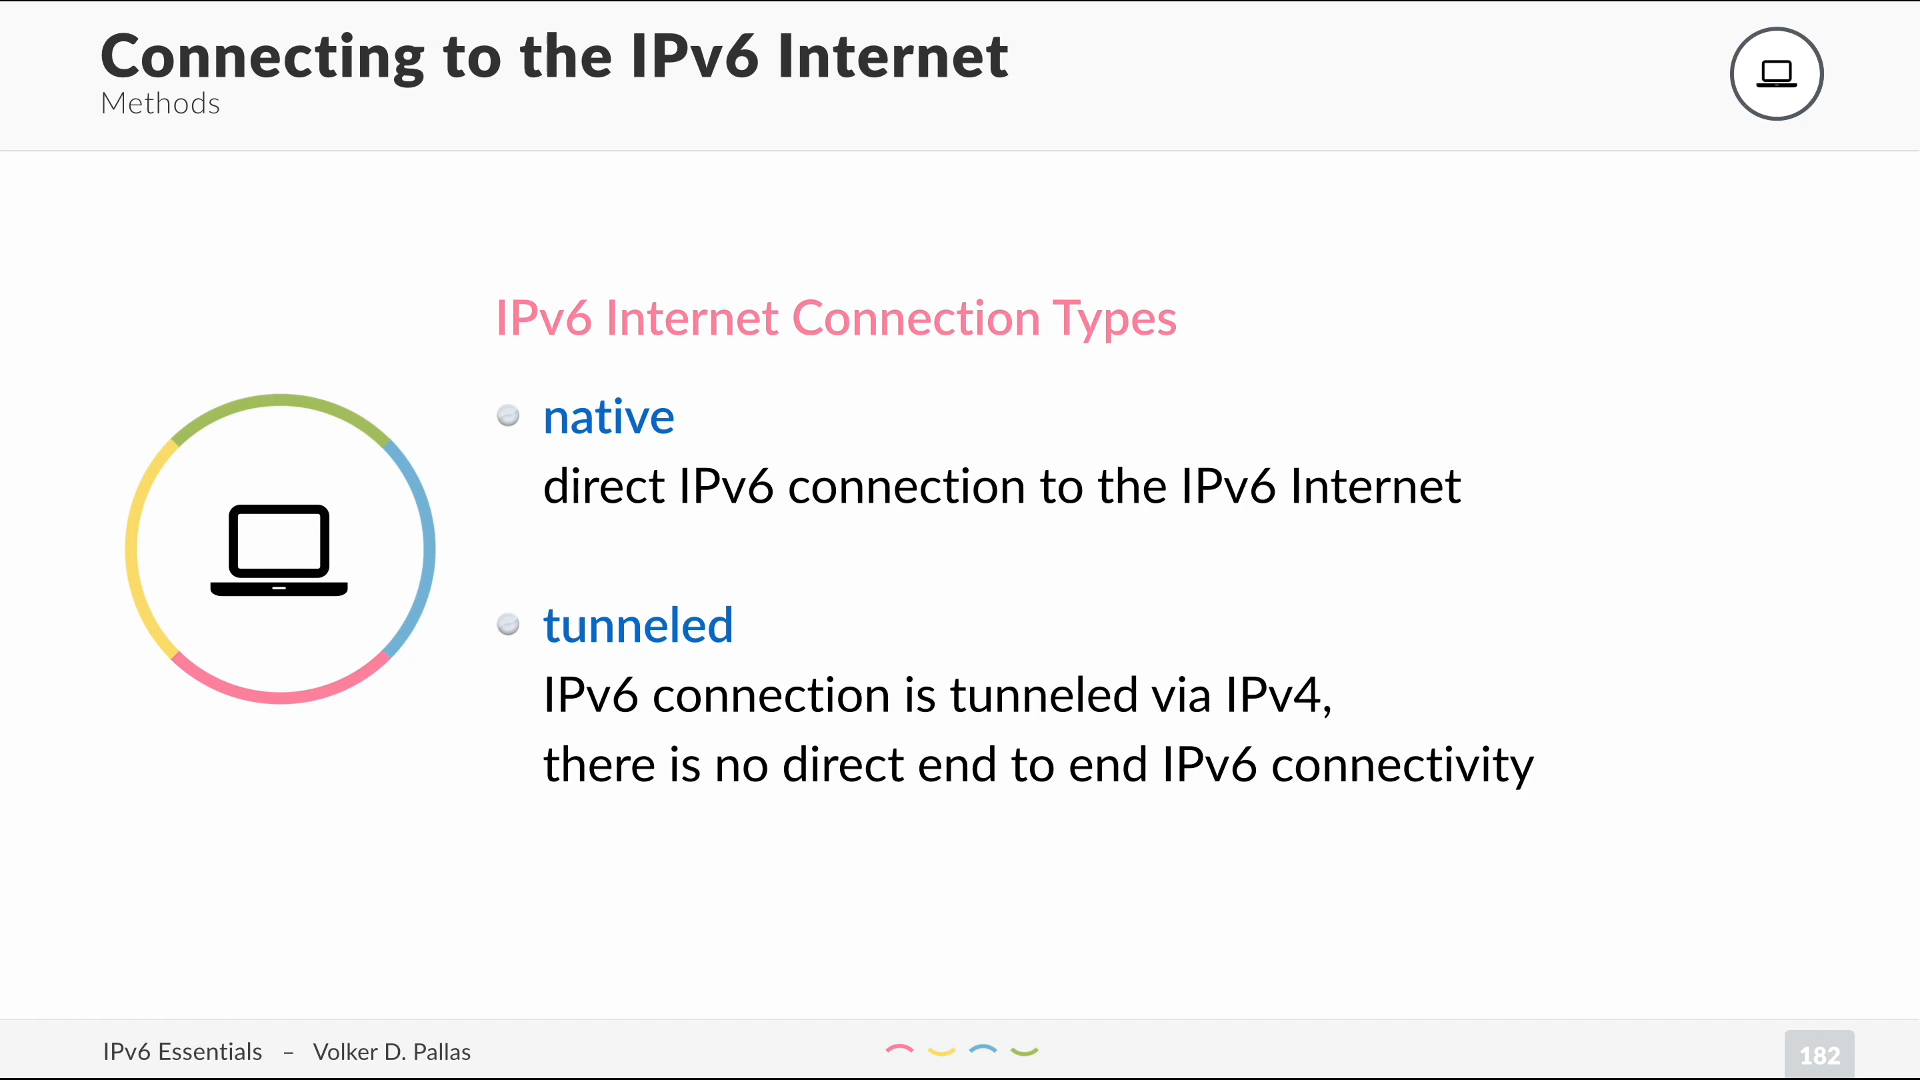 Connecting to the IPv6 Internet
Methods
IPv6 Internet Connection Types
native
direct IPv6 connection to the IPv6 Internet
tunneled
IPv6 connection is tunneled via IPv4,
there is no direct end to end IPv6 connectivity
IPv6 Essentials – Volker D. Pallas
182